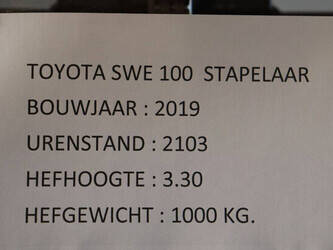 TOYOTA SWE 100 STAPELAAR
BOUWJAAR : 2019
URENSTAND : 2103
HEFHOOGTE : 3.30
HEFGEWICHT : 1000 KG.